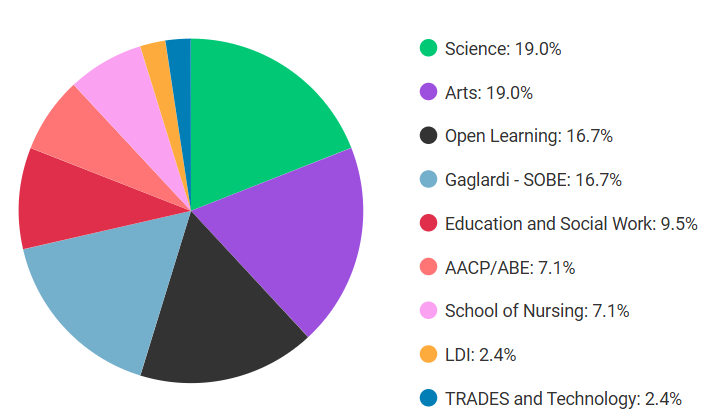 Science: 19.0%
Arts: 19.0%
Open Learning: 16.7%
Gaglardi - SOBE: 16.7%
Education and Social Work: 9.5%
AACP/ABE: 7.1%
School of Nursing: 7.1%
LDI: 2.4%
TRADES and Technology: 2.4%